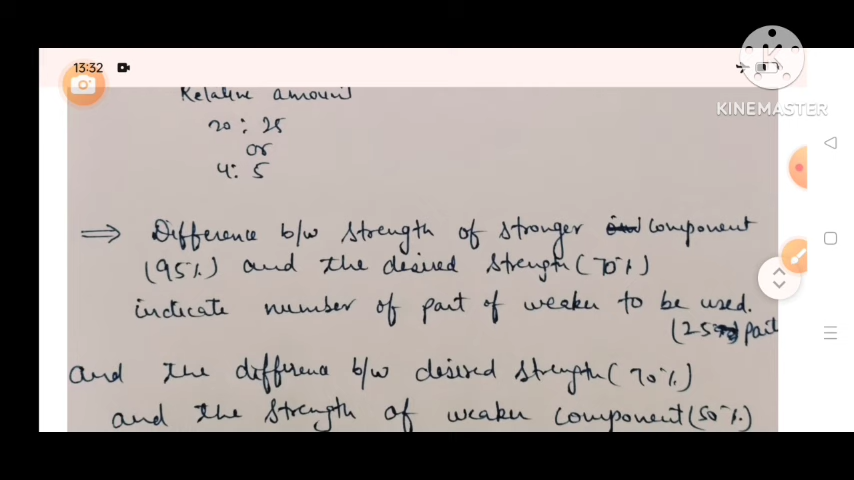 13:32
KINEMASTER
Relative amount
20 : 25
or
4 : 5
⇒ Difference b/w strength of stronger component
(95%) and the desired strength (70%)
indicate number of part of weaker to be used.
(25 part
and the difference b/w desired strength (70%)
and the strength of weaker component (50%)